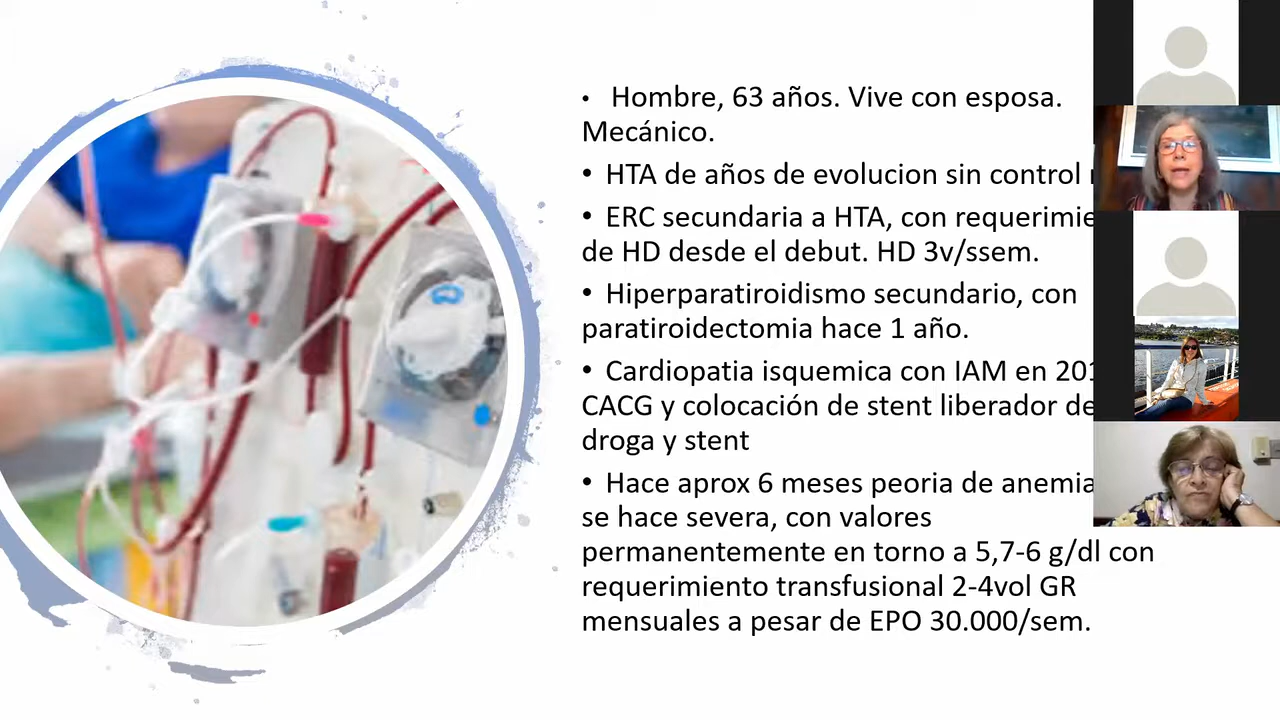 • Hombre, 63 años. Vive con esposa.
Mecánico.
• HTA de años de evolucion sin control
• ERC secundaria a HTA, con
de HD desde el debut. HD 3v/ssem.
• Hiperparatiroidismo secundario, con
paratiroidectomia hace 1 año.
• Cardiopatia isquemica con IAM en
CACG y colocación de stent liberador de
droga y stent
• Hace aprox 6 meses peoria de anemia
se hace severa, con valores
permanentemente en torno a 5,7-6 g/dl con
requerimiento transfusional 2-4vol GR
mensuales a pesar de EPO 30.000/sem.